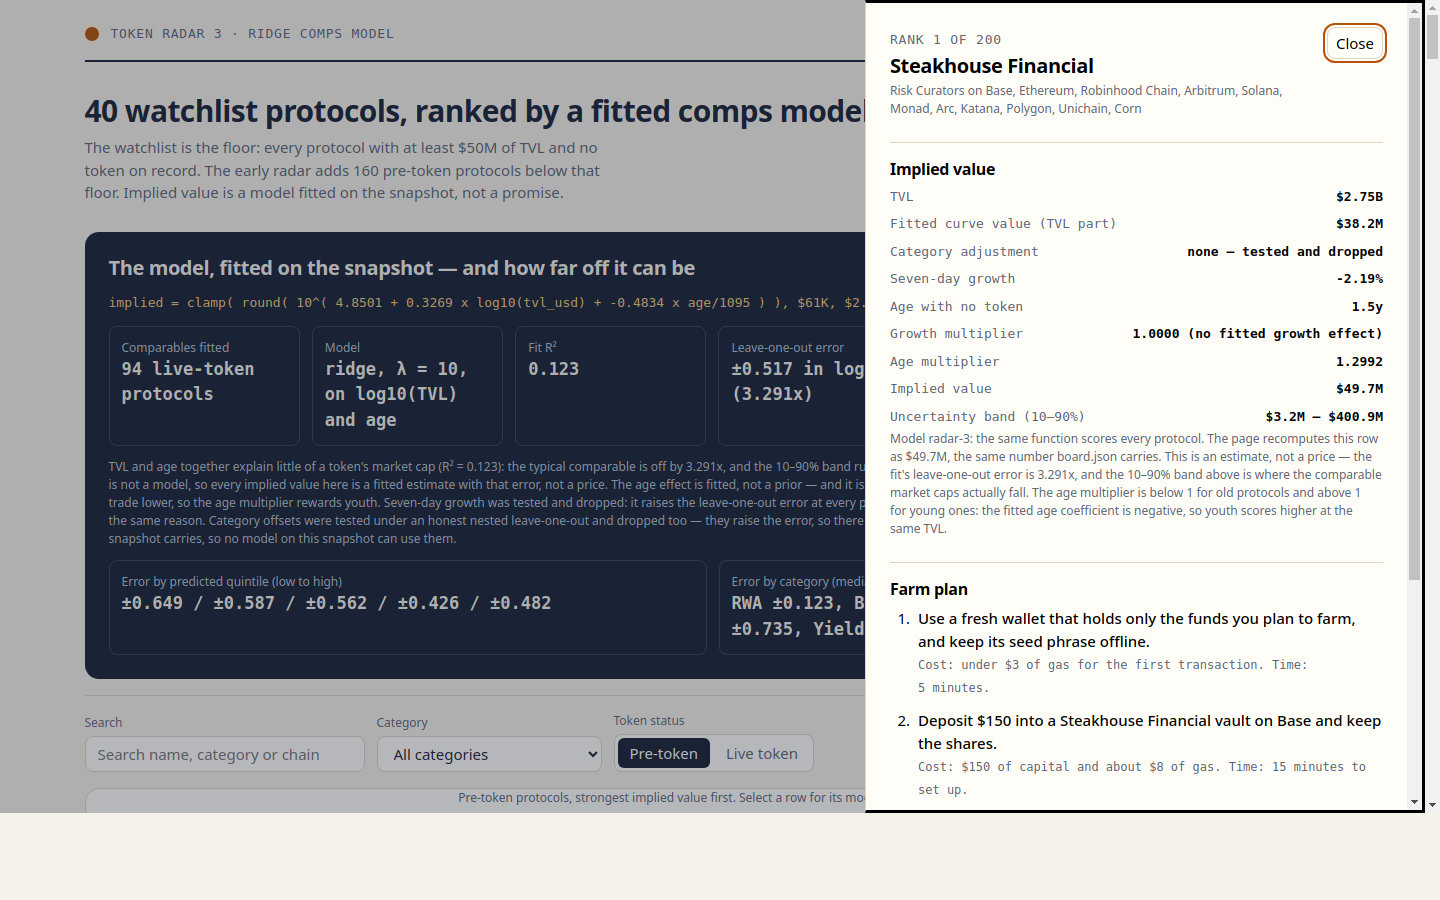 TOKEN RADAR 3 · RIDGE COMPS MODEL
40 watchlist protocols, ranked by a fitted comps model
The watchlist is the floor: every protocol with at least $50M of TVL and no
token on record. The early radar adds 160 pre-token protocols below that
floor. Implied value is a model fitted on the snapshot, not a promise.
The model, fitted on the snapshot — and how far off it can be
implied = clamp( round( 10^( 4.8501 + 0.3269 x log10(tvl_usd) + -0.4834 x age/1095 ) ), $61K, $2.
Comparables fitted
94 live-token
protocols
Model
ridge, λ = 10,
on log10(TVL)
and age
Fit R²
0.123
Leave-one-out error
±0.517 in log
(3.291x)
TVL and age together explain little of a token's market cap (R² = 0.123): the typical comparable is off by 3.291x, and the 10–90% band ru
is not a model, so every implied value here is a fitted estimate with that error, not a price. The age effect is fitted, not a prior — and it is
trade lower, so the age multiplier rewards youth. Seven-day growth was tested and dropped: it raises the leave-one-out error at every p
the same reason. Category offsets were tested under an honest nested leave-one-out and dropped too — they raise the error, so there
snapshot carries, so no model on this snapshot can use them.
Error by predicted quintile (low to high)
±0.649 / ±0.587 / ±0.562 / ±0.426 / ±0.482
Error by category (medi
RWA ±0.123, B
±0.735, Yield
Search
Search name, category or chain
Category
All categories
Token status
Pre-token
Live token
Pre-token protocols, strongest implied value first. Select a row for its mo
RANK 1 OF 200
Close
Steakhouse Financial
Risk Curators on Base, Ethereum, Robinhood Chain, Arbitrum, Solana,
Monad, Arc, Katana, Polygon, Unichain, Corn
Implied value
TVL $2.75B
Fitted curve value (TVL part) $38.2M
Category adjustment none — tested and dropped
Seven-day growth -2.19%
Age with no token 1.5y
Growth multiplier 1.0000 (no fitted growth effect)
Age multiplier 1.2992
Implied value $49.7M
Uncertainty band (10–90%) $3.2M — $400.9M
Model radar-3: the same function scores every protocol. The page recomputes this row
as $49.7M, the same number board.json carries. This is an estimate, not a price — the
fit's leave-one-out error is 3.291x, and the 10–90% band above is where the comparable
market caps actually fall. The age multiplier is below 1 for old protocols and above 1
for young ones: the fitted age coefficient is negative, so youth scores higher at the
same TVL.
Farm plan
1. Use a fresh wallet that holds only the funds you plan to farm,
and keep its seed phrase offline.
Cost: under $3 of gas for the first transaction. Time:
5 minutes.
2. Deposit $150 into a Steakhouse Financial vault on Base and keep
the shares.
Cost: $150 of capital and about $8 of gas. Time: 15 minutes to
set up.